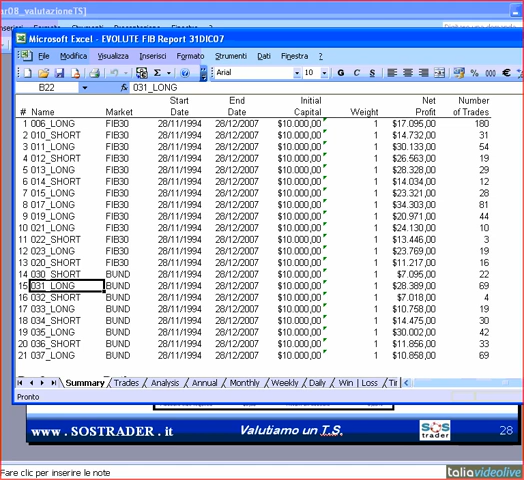 ar08_valutazioneTS]
Microsoft Excel - EVOLUTE FIB Report 31DIC07
File Modifica Visualizza Inserisci Formato Strumenti Dati Finestra ?
Arial 10 G C S
B22 fx 031_LONG
Start End Initial Net Number
# Name Market Date Date Capital Weight Profit of Trades
1 006_LONG FIB30 28/11/1994 28/12/2007 $10.000,00 1 $17.095,00 180
2 010_SHORT FIB30 28/11/1994 28/12/2007 $10.000,00 1 $14.732,00 31
3 011_LONG FIB30 28/11/1994 28/12/2007 $10.000,00 1 $30.133,00 54
4 012_SHORT FIB30 28/11/1994 28/12/2007 $10.000,00 1 $26.563,00 19
5 013_LONG FIB30 28/11/1994 28/12/2007 $10.000,00 1 $28.328,00 29
6 014_SHORT FIB30 28/11/1994 28/12/2007 $10.000,00 1 $14.034,00 12
7 015_LONG FIB30 28/11/1994 28/12/2007 $10.000,00 1 $23.321,00 28
8 017_LONG FIB30 28/11/1994 28/12/2007 $10.000,00 1 $34.303,00 81
9 019_LONG FIB30 28/11/1994 28/12/2007 $10.000,00 1 $20.971,00 44
10 021_LONG FIB30 28/11/1994 28/12/2007 $10.000,00 1 $24.130,00 10
11 022_SHORT FIB30 28/11/1994 28/12/2007 $10.000,00 1 $13.446,00 3
12 023_LONG FIB30 28/11/1994 28/12/2007 $10.000,00 1 $23.769,00 19
13 020_SHORT FIB30 28/11/1994 28/12/2007 $10.000,00 1 $11.217,00 16
14 030_SHORT BUND 28/11/1994 28/12/2007 $10.000,00 1 $7.095,00 22
15 031_LONG BUND 28/11/1994 28/12/2007 $10.000,00 1 $28.389,00 69
16 032_SHORT BUND 28/11/1994 28/12/2007 $10.000,00 1 $7.018,00 4
17 033_LONG BUND 28/11/1994 28/12/2007 $10.000,00 1 $10.758,00 19
18 034_SHORT BUND 28/11/1994 28/12/2007 $10.000,00 1 $14.475,00 30
19 035_LONG BUND 28/11/1994 28/12/2007 $10.000,00 1 $30.002,00 42
20 036_SHORT BUND 28/11/1994 28/12/2007 $10.000,00 1 $11.856,00 33
21 037_LONG BUND 28/11/1994 28/12/2007 $10.000,00 1 $10.858,00 69
Summary Trades Analysis Annual Monthly Weekly Daily Win | Loss Tir
Pronto
www . SOSTRADER . it Valutiamo un T.S. SOS trader 28
Fare clic per inserire le note
italiavideolive